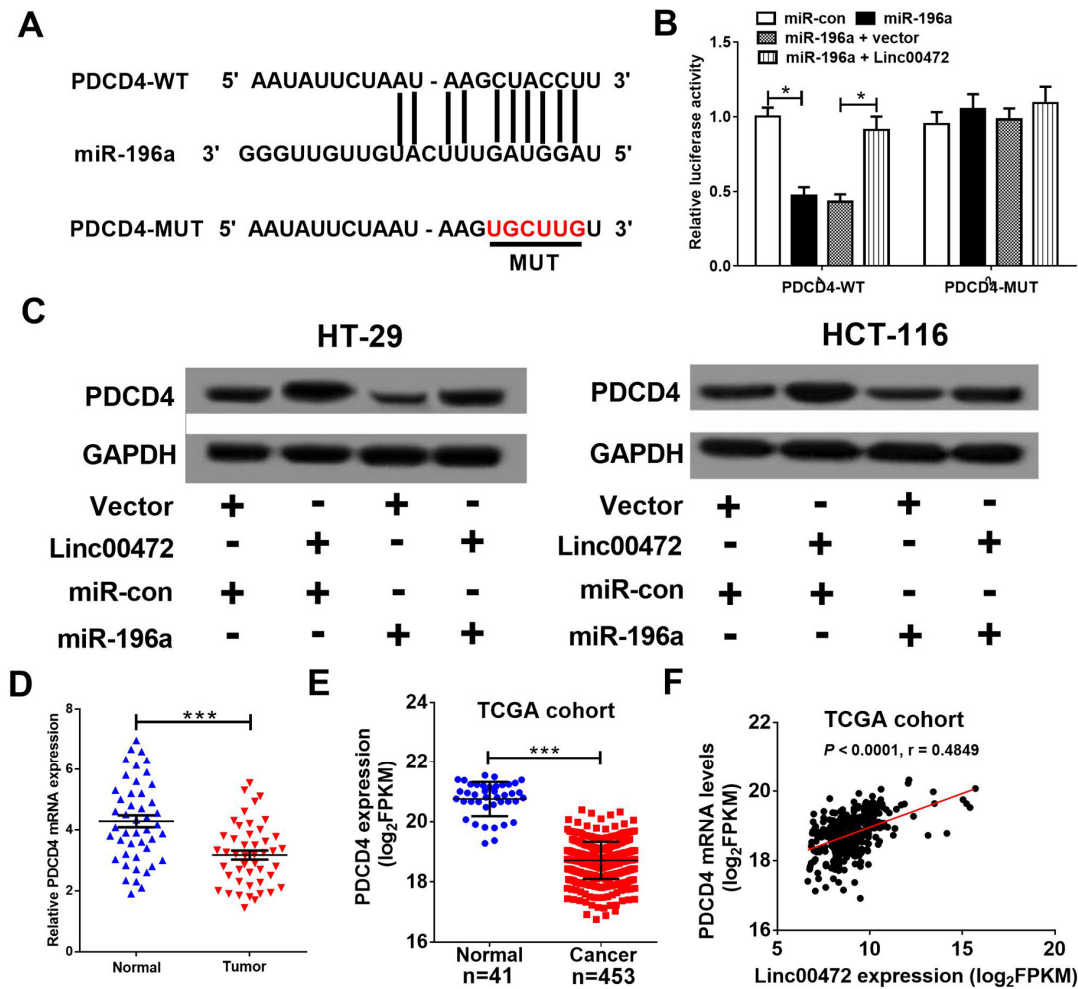 A
PDCD4-WT 5' AAUAUUCUAAU - AAGCUACCUU 3'
miR-196a 3' GGGUUGUUGUACUUUGAUGGAU 5'
PDCD4-MUT 5' AAUAUUCUAAU - AAGUGCUUGU 3'
MUT
B
miR-con miR-196a
miR-196a + vector
miR-196a + Linc00472
Relative luciferase activity
1.5
1.0
0.5
0.0
* *
PDCD4-WT PDCD4-MUT
C
HT-29
PDCD4
GAPDH
Vector + - + -
Linc00472 - + - +
miR-con + + - -
miR-196a - - + +
HCT-116
PDCD4
GAPDH
Vector + - + -
Linc00472 - + - +
miR-con + + - -
miR-196a - - + +
D
Relative PDCD4 mRNA expression
8
6
4
2
0
***
Normal Tumor
E
TCGA cohort
PDCD4 expression
(log2FPKM)
24
22
20
18
16
***
Normal Cancer
n=41 n=453
F
TCGA cohort
P < 0.0001, r = 0.4849
PDCD4 mRNA levels
(log2FPKM)
22
20
18
16
5 10 15 20
Linc00472 expression (log2FPKM)